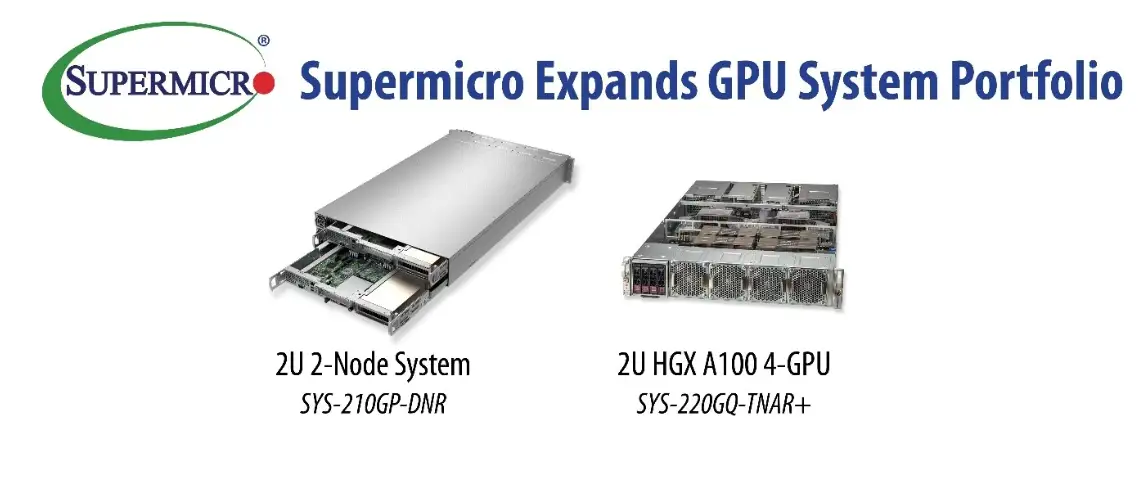 SUPERMICR
®
Supermicro Expands GPU System Portfolio
2U 2-Node System
SYS-210GP-DNR
2U HGX A100 4-GPU
SYS-220GQ-TNAR+